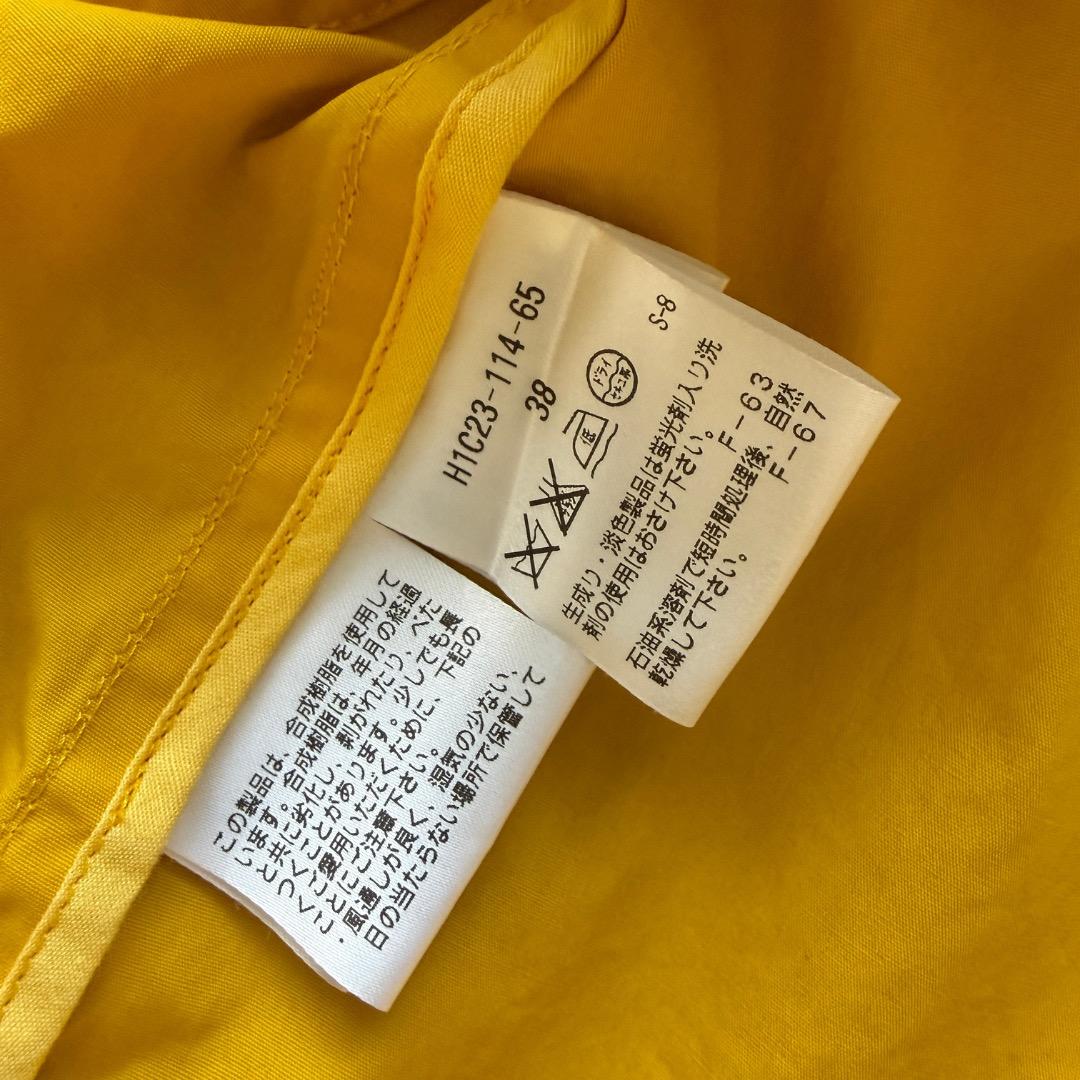 H1C23-114-65
38
ドライ
セキユ系
低
S-8
生成り・淡色製品は蛍光剤入り洗
剤の使用はおさけ下さい。
F-63
石油系溶剤で短時間処理後、自然
乾燥して下さい。
F-67
この製品は、合成樹脂を使用して
います。合成樹脂は、年月の経過
と共に劣化し、剥がれたり、べた
つくことがあります。少しでも長
くご愛用いただくために、下記の
ことにご注意下さい。
・風通しが良く、湿気の少ない、
日の当たらない場所で保管して